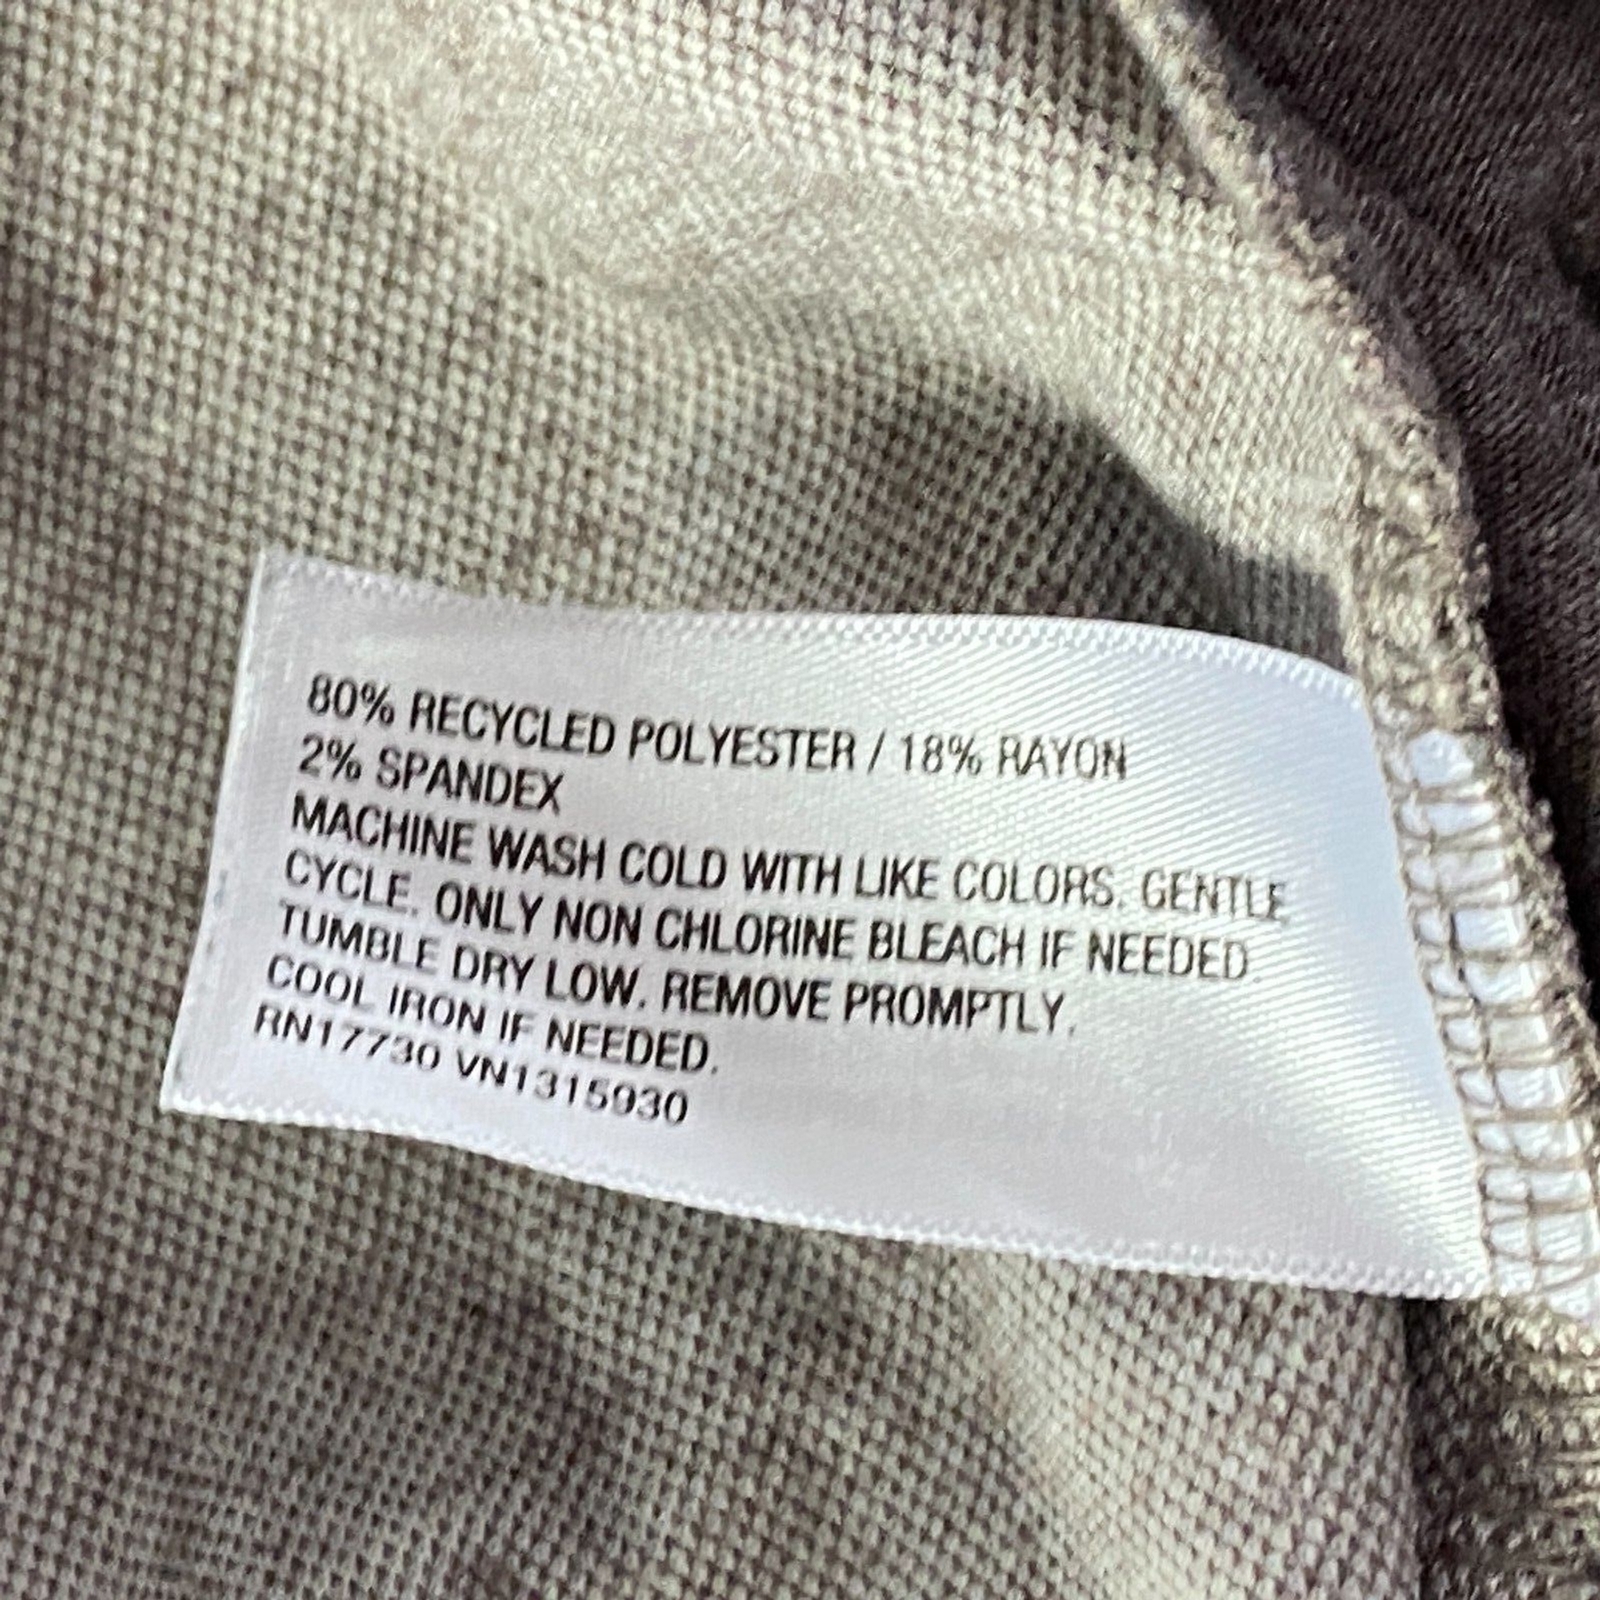 80% RECYCLED POLYESTER / 18% RAYON
2% SPANDEX
MACHINE WASH COLD WITH LIKE COLORS. GENTLE
CYCLE. ONLY NON CHLORINE BLEACH IF NEEDED.
TUMBLE DRY LOW. REMOVE PROMPTLY.
COOL IRON IF NEEDED.
RN17730 VN1315930